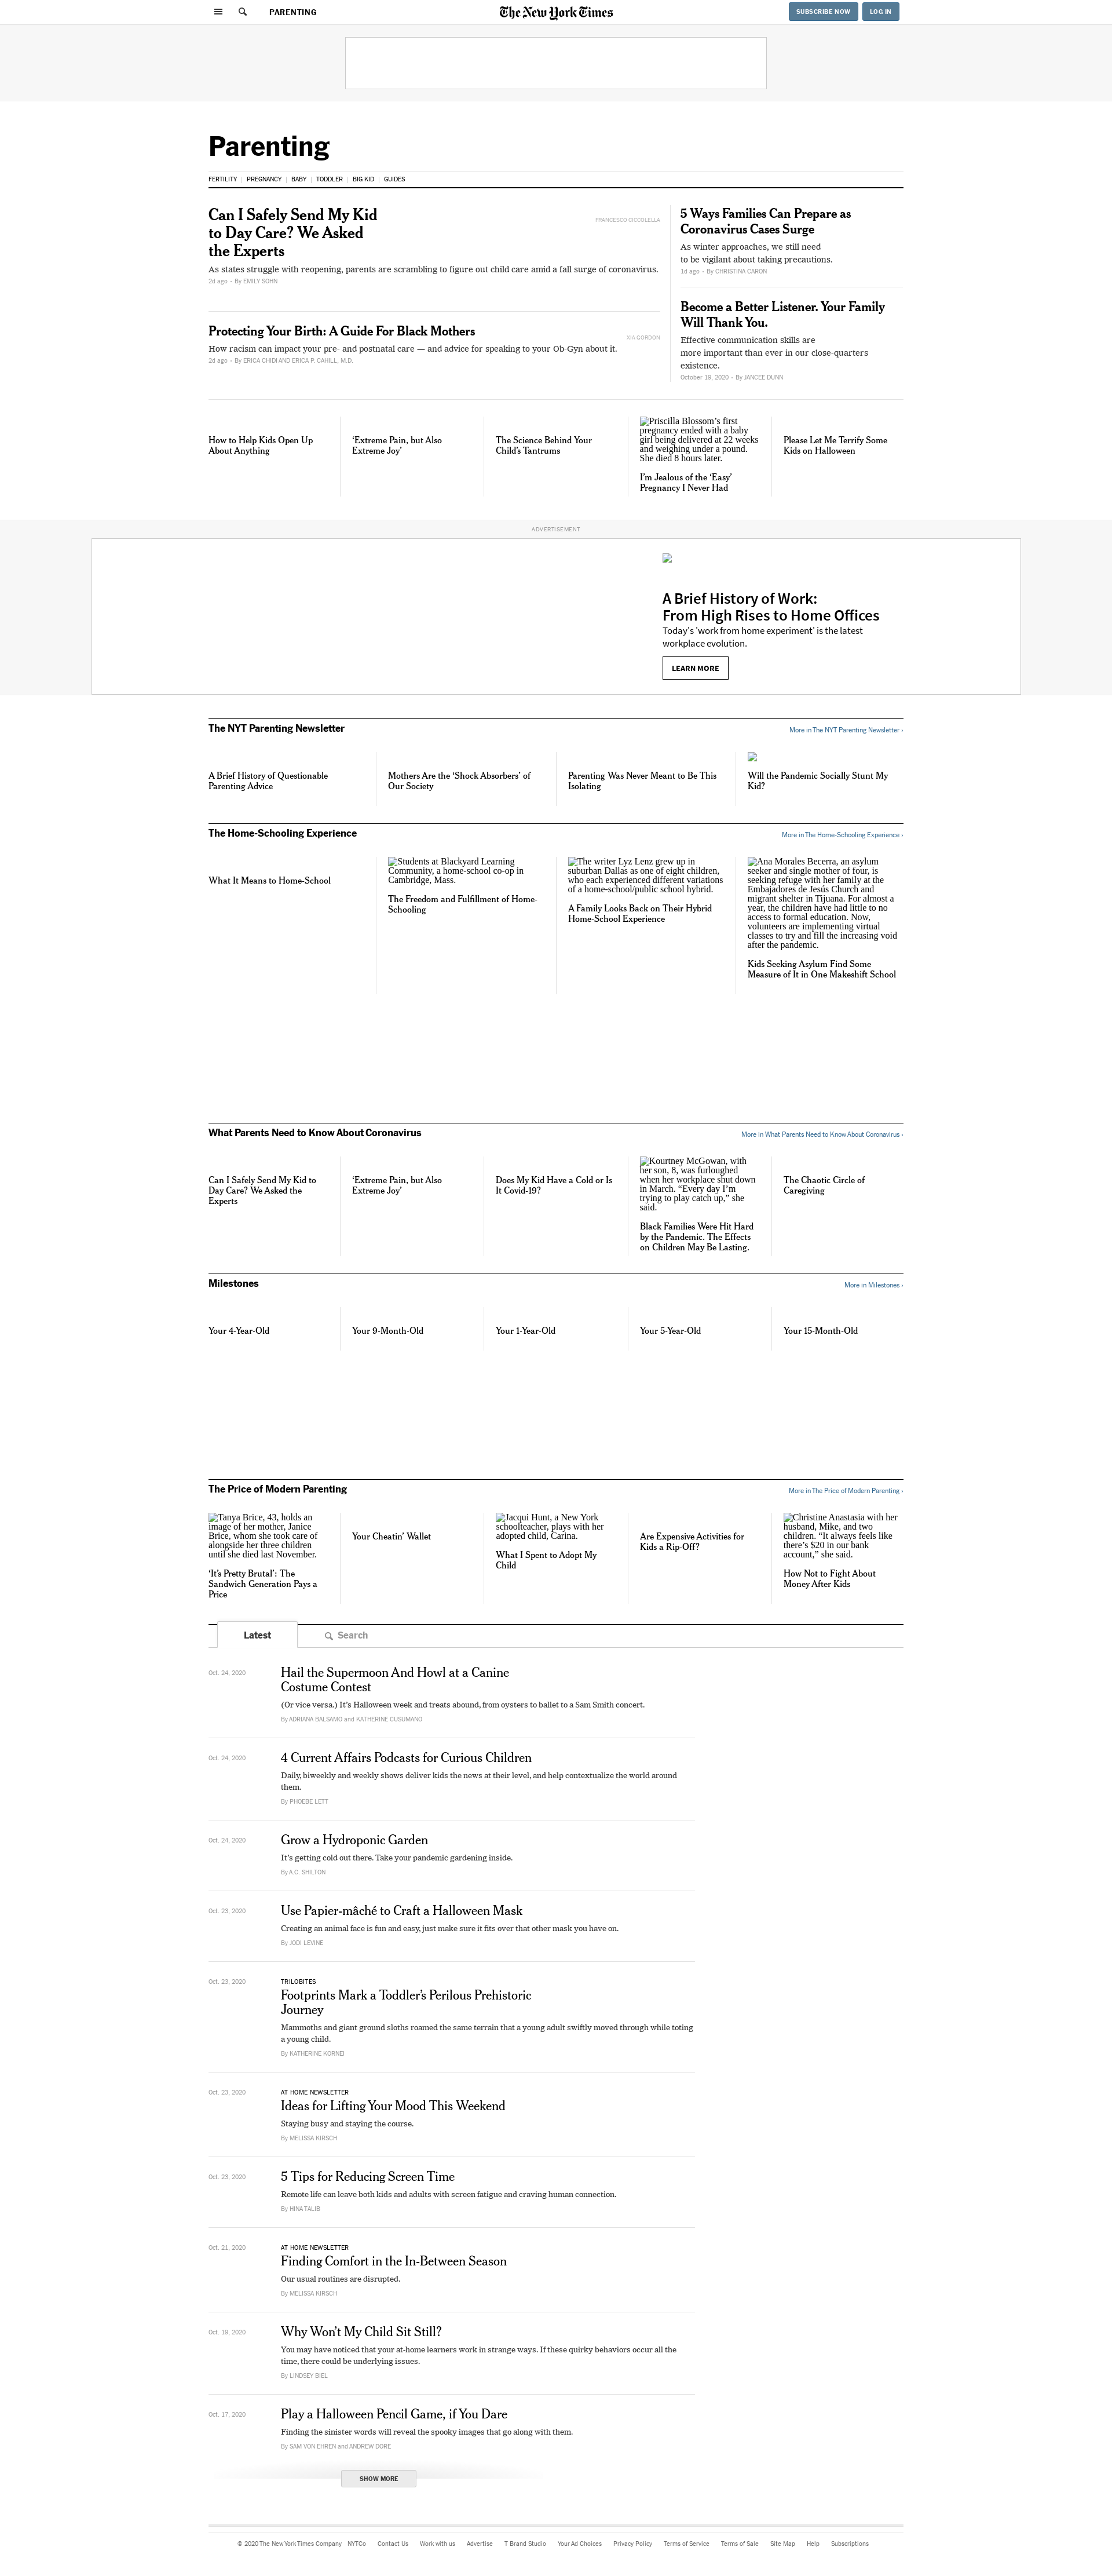 PARENTING
The New York Times
SUBSCRIBE NOW
LOG IN
Parenting
FERTILITY
PREGNANCY
BABY
TODDLER
BIG KID
GUIDES
Can I Safely Send My Kid
to Day Care? We Asked
the Experts
FRANCESCO CICCOLELLA
As states struggle with reopening, parents are scrambling to figure out child care amid a fall surge of coronavirus.
2d ago - By EMILY SOHN
Protecting Your Birth: A Guide For Black Mothers
XIA GORDON
How racism can impact your pre- and postnatal care — and advice for speaking to your Ob-Gyn about it.
2d ago - By ERICA CHIDI AND ERICA P. CAHILL, M.D.
5 Ways Families Can Prepare as
Coronavirus Cases Surge
As winter approaches, we still need
to be vigilant about taking precautions.
1d ago - By CHRISTINA CARON
Become a Better Listener. Your Family
Will Thank You.
Effective communication skills are
more important than ever in our close-quarters
existence.
October 19, 2020 - By JANCEE DUNN
How to Help Kids Open Up
About Anything
‘Extreme Pain, but Also
Extreme Joy’
The Science Behind Your
Child’s Tantrums
Priscilla Blossom’s first
pregnancy ended with a baby
girl being delivered at 22 weeks
and weighing under a pound.
She died 8 hours later.
I’m Jealous of the ‘Easy’
Pregnancy I Never Had
Please Let Me Terrify Some
Kids on Halloween
ADVERTISEMENT
A Brief History of Work:
From High Rises to Home Offices
Today's 'work from home experiment' is the latest
workplace evolution.
LEARN MORE
The NYT Parenting Newsletter
More in The NYT Parenting Newsletter ›
A Brief History of Questionable
Parenting Advice
Mothers Are the ‘Shock Absorbers’ of
Our Society
Parenting Was Never Meant to Be This
Isolating
Will the Pandemic Socially Stunt My
Kid?
The Home-Schooling Experience
More in The Home-Schooling Experience ›
What It Means to Home-School
Students at Blackyard Learning
Community, a home-school co-op in
Cambridge, Mass.
The Freedom and Fulfillment of Home-
Schooling
The writer Lyz Lenz grew up in
suburban Dallas as one of eight children,
who each experienced different variations
of a home-school/public school hybrid.
A Family Looks Back on Their Hybrid
Home-School Experience
Ana Morales Becerra, an asylum
seeker and single mother of four, is
seeking refuge with her family at the
Embajadores de Jesús Church and
migrant shelter in Tijuana. For almost a
year, the children have had little to no
access to formal education. Now,
volunteers are implementing virtual
classes to try and fill the increasing void
after the pandemic.
Kids Seeking Asylum Find Some
Measure of It in One Makeshift School
What Parents Need to Know About Coronavirus
More in What Parents Need to Know About Coronavirus ›
Can I Safely Send My Kid to
Day Care? We Asked the
Experts
‘Extreme Pain, but Also
Extreme Joy’
Does My Kid Have a Cold or Is
It Covid-19?
Kourtney McGowan, with
her son, 8, was furloughed
when her workplace shut down
in March. “Every day I’m
trying to play catch up,” she
said.
Black Families Were Hit Hard
by the Pandemic. The Effects
on Children May Be Lasting.
The Chaotic Circle of
Caregiving
Milestones
More in Milestones ›
Your 4-Year-Old
Your 9-Month-Old
Your 1-Year-Old
Your 5-Year-Old
Your 15-Month-Old
The Price of Modern Parenting
More in The Price of Modern Parenting ›
Tanya Brice, 43, holds an
image of her mother, Janice
Brice, whom she took care of
alongside her three children
until she died last November.
‘It’s Pretty Brutal’: The
Sandwich Generation Pays a
Price
Your Cheatin’ Wallet
Jacqui Hunt, a New York
schoolteacher, plays with her
adopted child, Carina.
What I Spent to Adopt My
Child
Are Expensive Activities for
Kids a Rip-Off?
Christine Anastasia with her
husband, Mike, and two
children. “It always feels like
there’s $20 in our bank
account,” she said.
How Not to Fight About
Money After Kids
Latest
Search
Oct. 24, 2020
Hail the Supermoon And Howl at a Canine
Costume Contest
(Or vice versa.) It’s Halloween week and treats abound, from oysters to ballet to a Sam Smith concert.
By ADRIANA BALSAMO and KATHERINE CUSUMANO
Oct. 24, 2020
4 Current Affairs Podcasts for Curious Children
Daily, biweekly and weekly shows deliver kids the news at their level, and help contextualize the world around
them.
By PHOEBE LETT
Oct. 24, 2020
Grow a Hydroponic Garden
It’s getting cold out there. Take your pandemic gardening inside.
By A.C. SHILTON
Oct. 23, 2020
Use Papier-mâché to Craft a Halloween Mask
Creating an animal face is fun and easy, just make sure it fits over that other mask you have on.
By JODI LEVINE
Oct. 23, 2020
TRILOBITES
Footprints Mark a Toddler’s Perilous Prehistoric
Journey
Mammoths and giant ground sloths roamed the same terrain that a young adult swiftly moved through while toting
a young child.
By KATHERINE KORNEI
Oct. 23, 2020
AT HOME NEWSLETTER
Ideas for Lifting Your Mood This Weekend
Staying busy and staying the course.
By MELISSA KIRSCH
Oct. 23, 2020
5 Tips for Reducing Screen Time
Remote life can leave both kids and adults with screen fatigue and craving human connection.
By HINA TALIB
Oct. 21, 2020
AT HOME NEWSLETTER
Finding Comfort in the In-Between Season
Our usual routines are disrupted.
By MELISSA KIRSCH
Oct. 19, 2020
Why Won’t My Child Sit Still?
You may have noticed that your at-home learners work in strange ways. If these quirky behaviors occur all the
time, there could be underlying issues.
By LINDSEY BIEL
Oct. 17, 2020
Play a Halloween Pencil Game, if You Dare
Finding the sinister words will reveal the spooky images that go along with them.
By SAM VON EHREN and ANDREW DORE
SHOW MORE
© 2020 The New York Times Company
NYTCo
Contact Us
Work with us
Advertise
T Brand Studio
Your Ad Choices
Privacy Policy
Terms of Service
Terms of Sale
Site Map
Help
Subscriptions